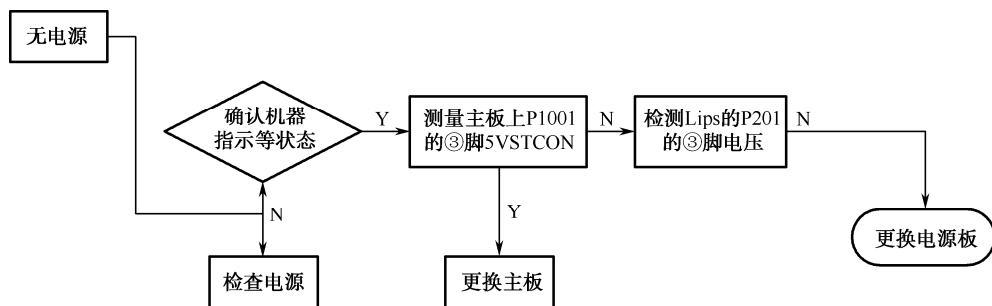 无电源
确认机器
指示等状态
Y
测量主板上P1001
的③脚5VSTCON
N
检测Lips的P201
的③脚电压
N
N
Y
更换电源板
检查电源
更换主板